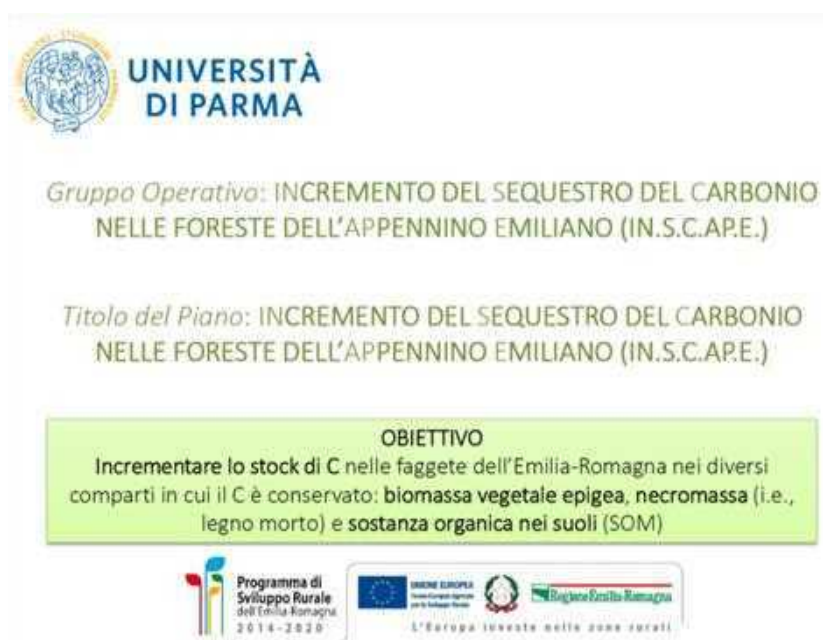 UNIVERSITÀ
DI PARMA
Gruppo Operativo: INCREMENTO DEL SEQUESTRO DEL CARBONIO
NELLE FORESTE DELL'APPENNINO EMILIANO (IN.S.C.AP.E.)
Titolo del Piano: INCREMENTO DEL SEQUESTRO DEL CARBONIO
NELLE FORESTE DELL'APPENNINO EMILIANO (IN.S.C.AP.E.)
OBIETTIVO
Incrementare lo stock di C nelle faggete dell'Emilia-Romagna nei diversi
comparti in cui il C è conservato: biomassa vegetale epigea, necromassa (i.e.,
legno morto) e sostanza organica nei suoli (SOM)
Programma di
Sviluppo Rurale
dell'Emilia-Romagna
2014-2020
UNIONE EUROPEA
Regione Emilia-Romagna
L'Europa investe nelle zone rurali